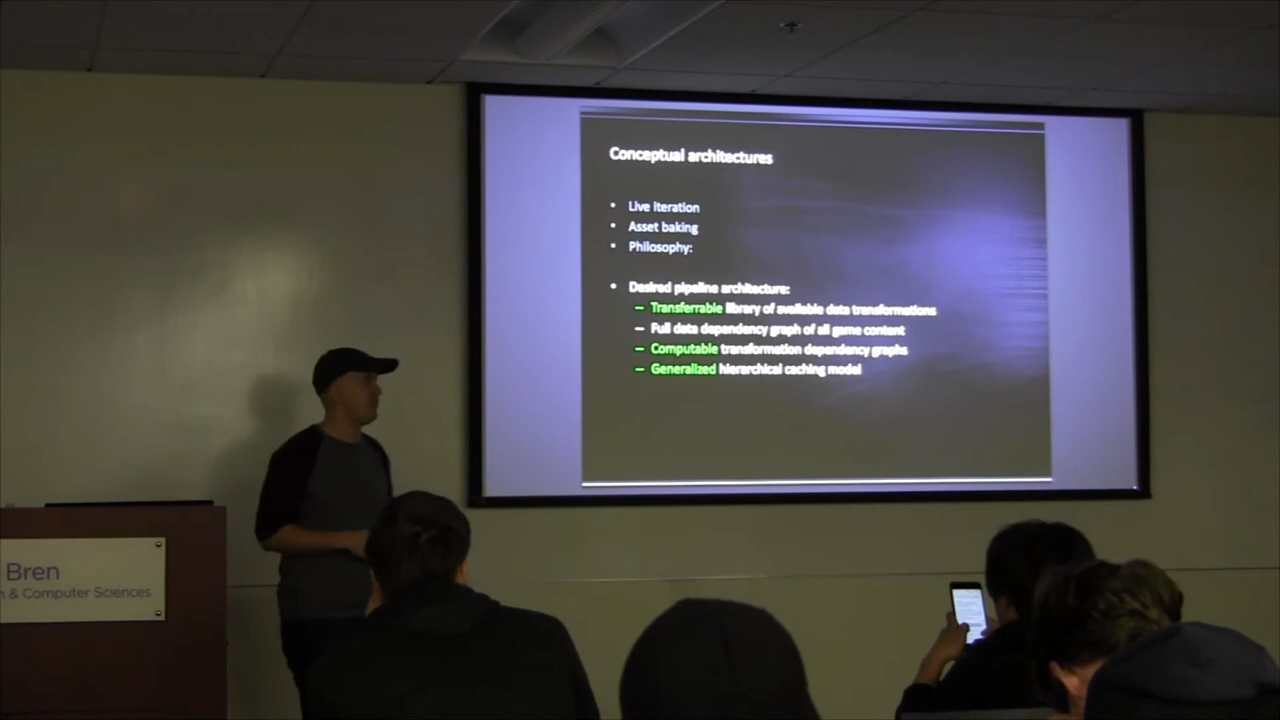 Conceptual architectures
• Live iteration
• Asset baking
• Philosophy:
• Desired pipeline architecture:
– Transferrable library of available data transformations
– Full data dependency graph of all game content
– Computable transformation dependency graphs
– Generalized hierarchical caching model
Bren
& Computer Sciences